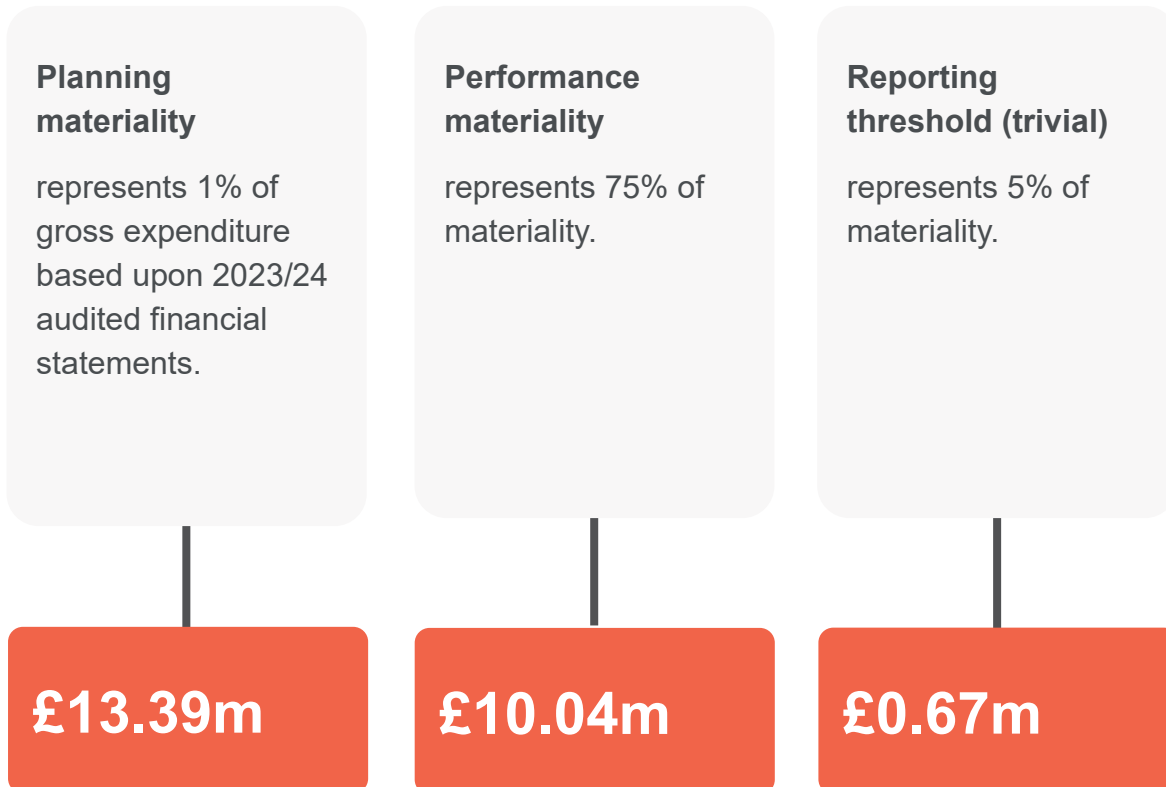 Planning
materiality
represents 1% of
gross expenditure
based upon 2023/24
audited financial
statements.
£13.39m
Performance
materiality
represents 75% of
materiality.
£10.04m
Reporting
threshold (trivial)
represents 5% of
materiality.
£0.67m